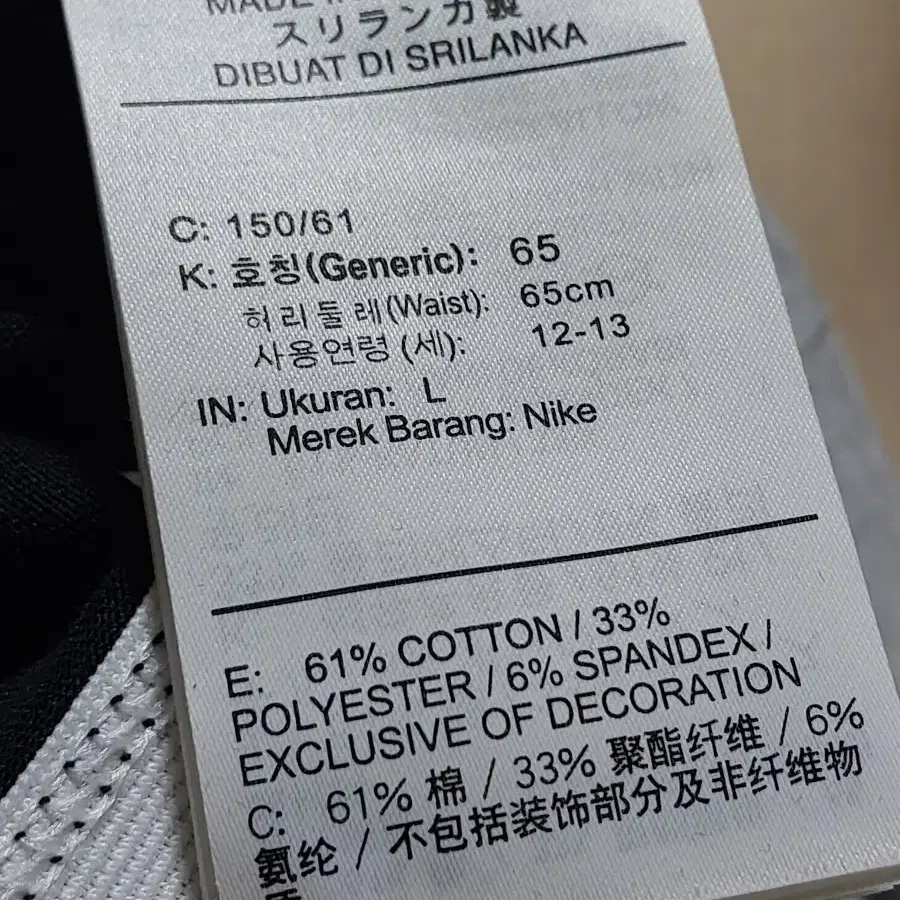 MADE
スリランカ製
DIBUAT DI SRILANKA
C: 150/61
K: 호칭(Generic): 65
허리둘레(Waist): 65cm
사용연령(세): 12-13
IN: Ukuran: L
Merek Barang: Nike
E: 61% COTTON / 33%
POLYESTER / 6% SPANDEX /
EXCLUSIVE OF DECORATION
C: 61% 棉 / 33% 聚酯纤维 / 6%
氨纶 / 不包括装饰部分及非纤维物